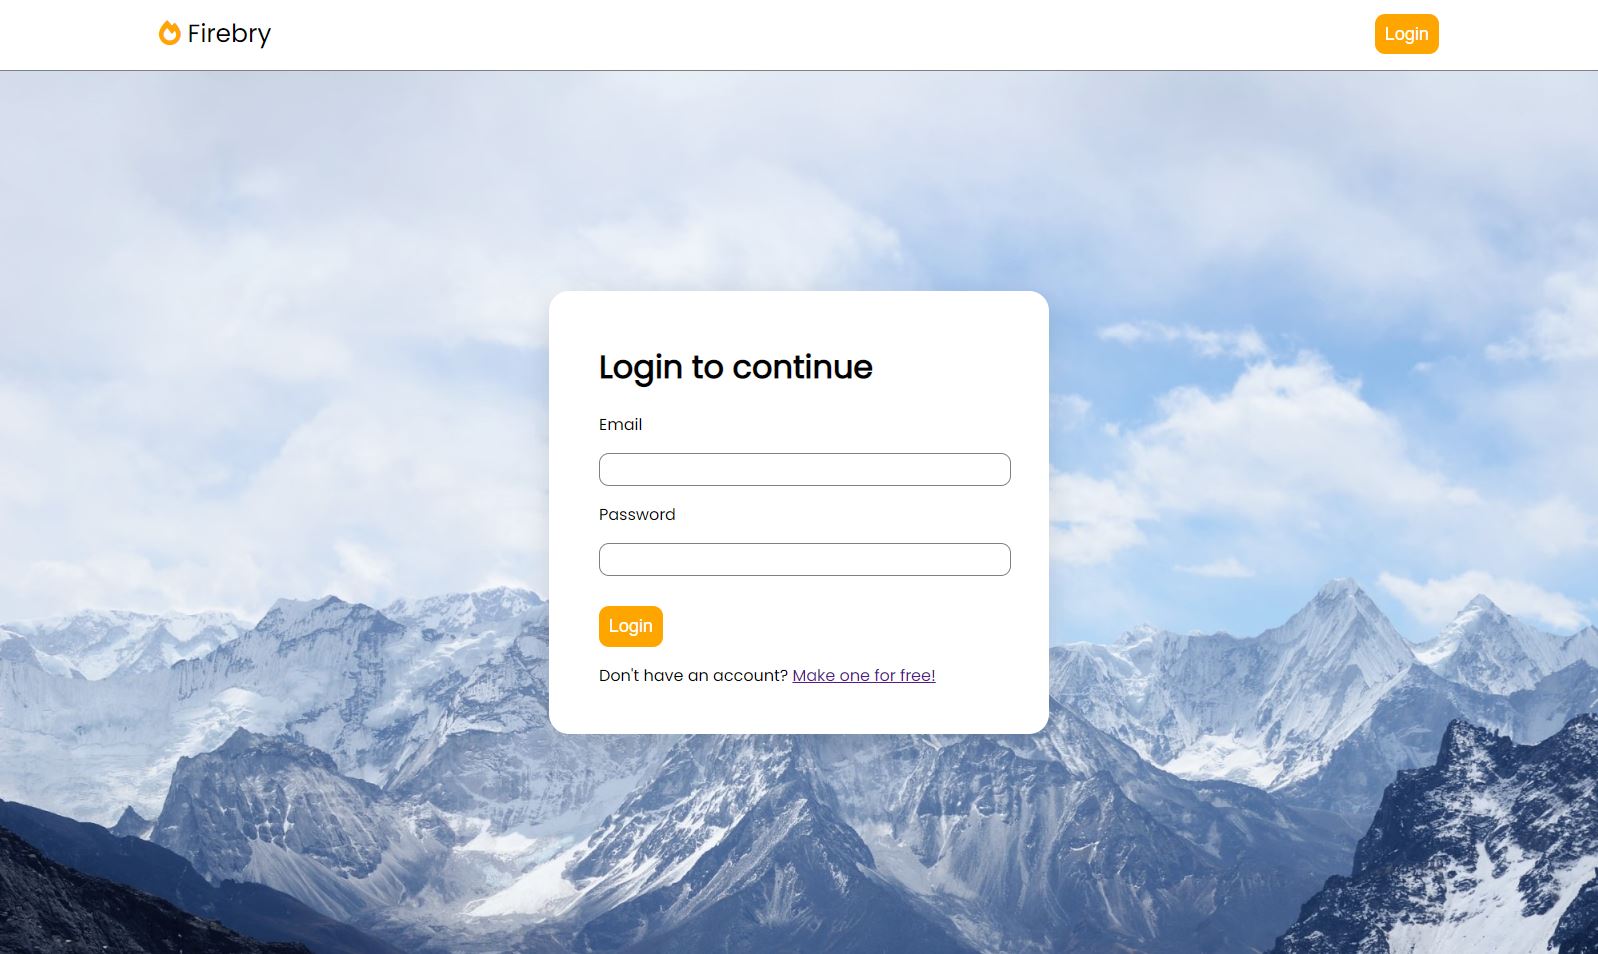 Firebry
Login
Login to continue
Email
Password
Login
Don't have an account? Make one for free!